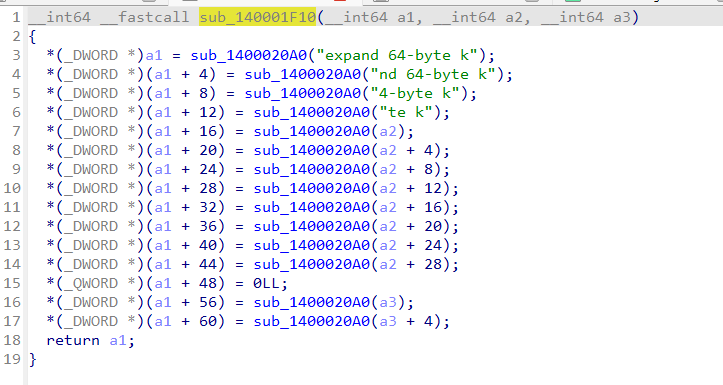 1 __int64 __fastcall sub_140001F10(__int64 a1, __int64 a2, __int64 a3)
2 {
3   *(_DWORD *)a1 = sub_1400020A0("expand 64-byte k");
4   *(_DWORD *)(a1 + 4) = sub_1400020A0("nd 64-byte k");
5   *(_DWORD *)(a1 + 8) = sub_1400020A0("4-byte k");
6   *(_DWORD *)(a1 + 12) = sub_1400020A0("te k");
7   *(_DWORD *)(a1 + 16) = sub_1400020A0(a2);
8   *(_DWORD *)(a1 + 20) = sub_1400020A0(a2 + 4);
9   *(_DWORD *)(a1 + 24) = sub_1400020A0(a2 + 8);
10   *(_DWORD *)(a1 + 28) = sub_1400020A0(a2 + 12);
11   *(_DWORD *)(a1 + 32) = sub_1400020A0(a2 + 16);
12   *(_DWORD *)(a1 + 36) = sub_1400020A0(a2 + 20);
13   *(_DWORD *)(a1 + 40) = sub_1400020A0(a2 + 24);
14   *(_DWORD *)(a1 + 44) = sub_1400020A0(a2 + 28);
15   *(_QWORD *)(a1 + 48) = 0LL;
16   *(_DWORD *)(a1 + 56) = sub_1400020A0(a3);
17   *(_DWORD *)(a1 + 60) = sub_1400020A0(a3 + 4);
18   return a1;
19 }